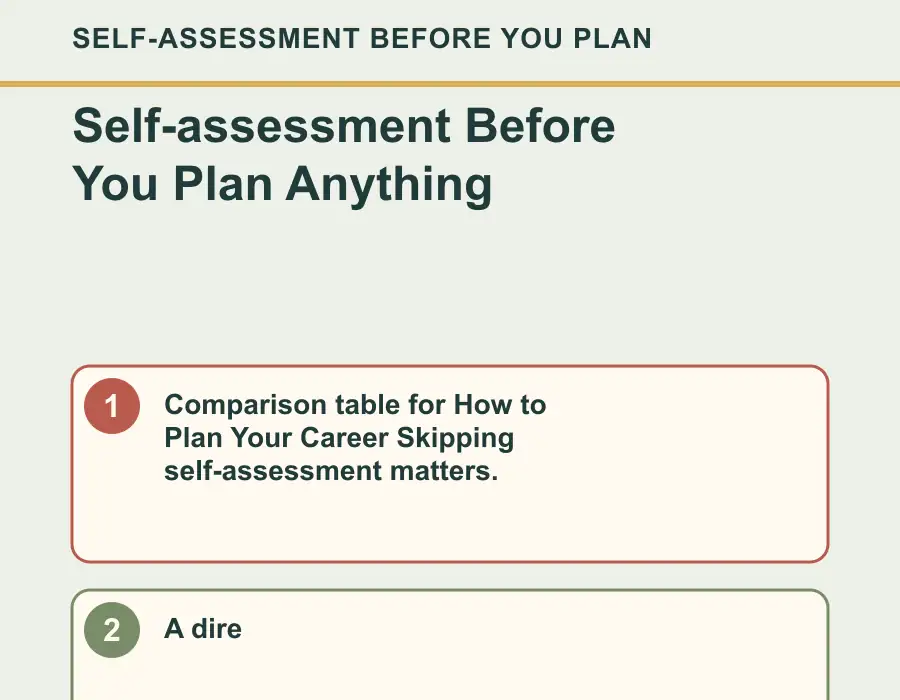 SELF-ASSESSMENT BEFORE YOU PLAN
Self-assessment Before
You Plan Anything
1
Comparison table for How to
Plan Your Career Skipping
self-assessment matters.
2
A dire